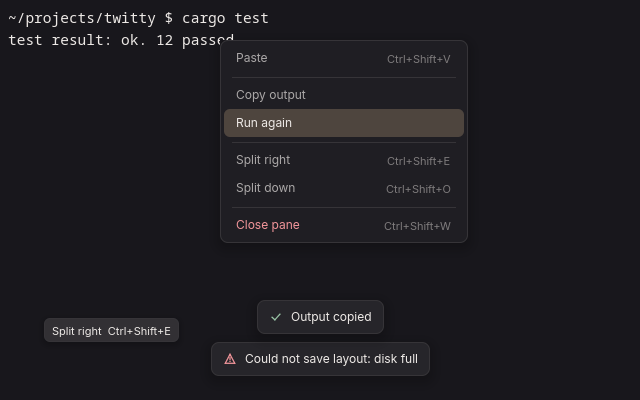 ~/projects/twitty $ cargo test
test result: ok. 12 passed
Paste Ctrl+Shift+V
Copy output
Run again
Split right Ctrl+Shift+E
Split down Ctrl+Shift+O
Close pane Ctrl+Shift+W
Output copied
Split right Ctrl+Shift+E
Could not save layout: disk full